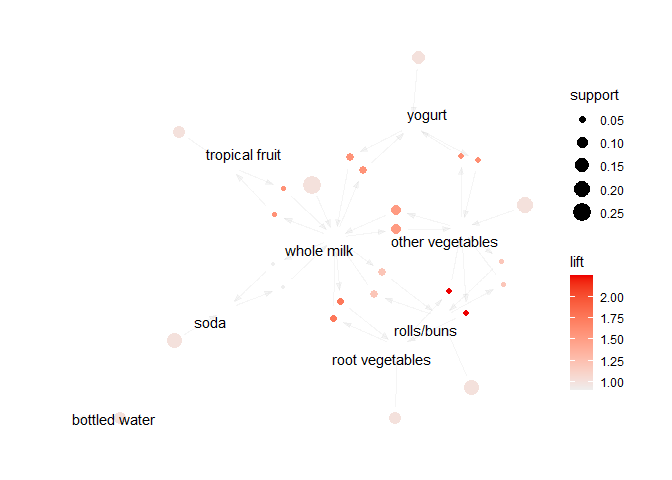 yogurt
tropical fruit
whole milk
other vegetables
soda
rolls/buns
root vegetables
bottled water
support
0.05
0.10
0.15
0.20
0.25
lift
2.00
1.75
1.50
1.25
1.00